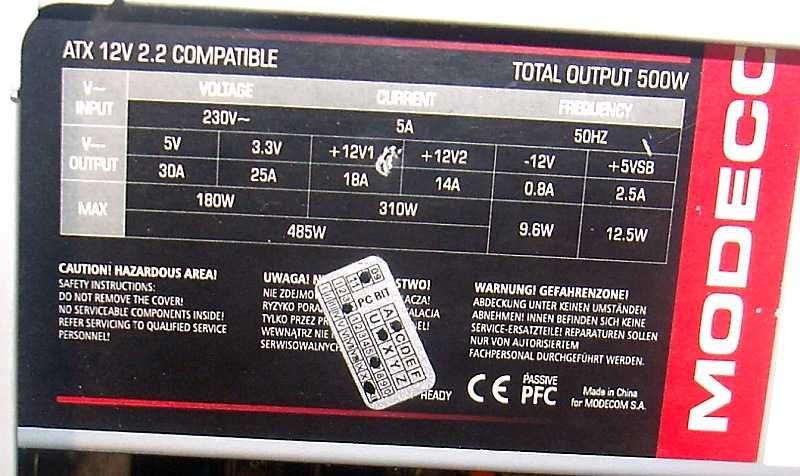 ATX 12V 2.2 COMPATIBLE
TOTAL OUTPUT 500W
V~ INPUT VOLTAGE CURRENT FREQUENCY
230V~ 5A 50HZ
V⎓ OUTPUT 5V 3.3V +12V1 +12V2 -12V +5VSB
30A 25A 18A 14A 0.8A 2.5A
MAX 180W 310W 9.6W 12.5W
485W
CAUTION! HAZARDOUS AREA!
SAFETY INSTRUCTIONS:
DO NOT REMOVE THE COVER!
NO SERVICEABLE COMPONENTS INSIDE!
REFER SERVICING TO QUALIFIED SERVICE
PERSONNEL!
UWAGA!
NIE
RYZYKO
TYLKO PRZEZ
WEWNĄTRZ NIE
WARNUNG! GEFAHRENZONE!
ABDECKUNG UNTER KEINEN UMSTÄNDEN
ABNEHMEN! INNEN BEFINDEN SICH KEINE
SERVICE-ERSATZTEILE! REPARATUREN SOLLEN
NUR VON AUTORISIERTEM
FACHPERSONAL DURCHGEFÜHRT WERDEN.
PC BIT
A B C D E F
U W X Y Z
READY
CE
PASSIVE
PFC
Made in China
for MODECOM S.A.
MODECO